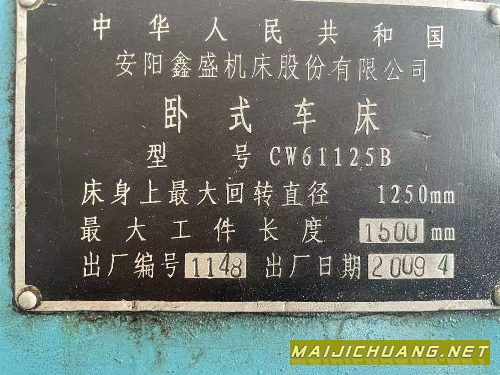 中华人民共和国
安阳鑫盛机床股份有限公司
卧式车床
型 号 CW61125B
床身上最大回转直径 1250mm
最大工件长度 1500 mm
出厂编号 1148 出厂日期 2009 4
MAIJICHUANG.NET